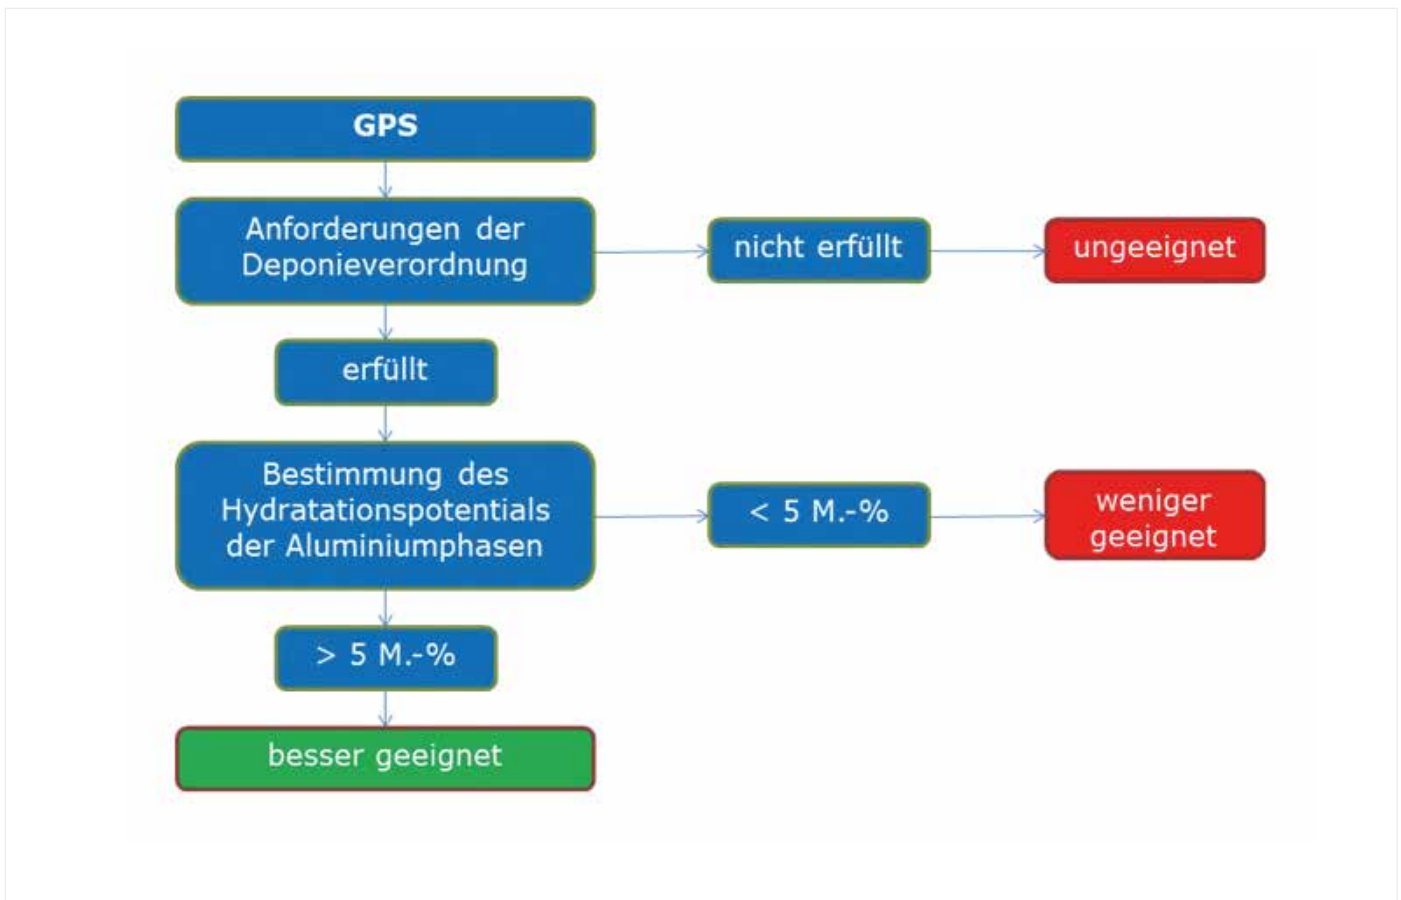 GPS
Anforderungen der
Deponieverordnung
nicht erfüllt
ungeeignet
erfüllt
Bestimmung des
Hydratationspotentials
der Aluminiumphasen
< 5 M.-%
weniger
geeignet
> 5 M.-%
besser geeignet